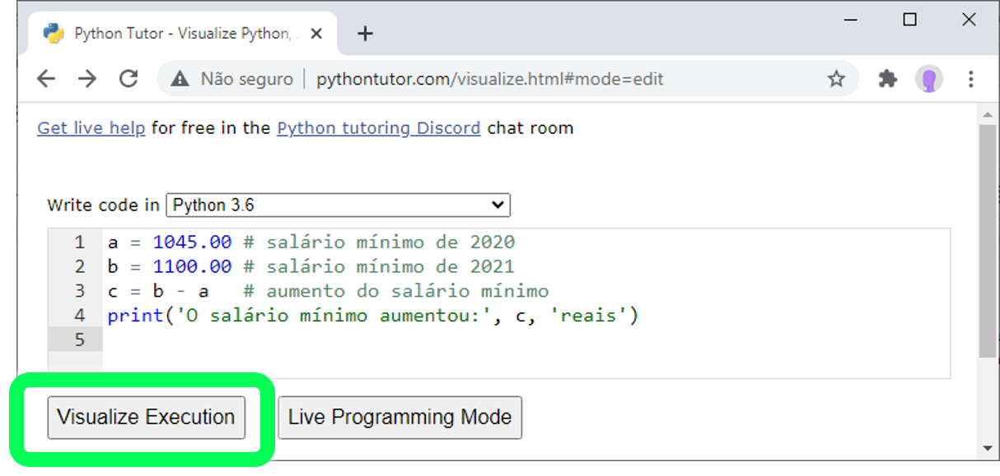 Python Tutor - Visualize Python,
Não seguro pythontutor.com/visualize.html#mode=edit
Get live help for free in the Python tutoring Discord chat room
Write code in Python 3.6
1 a = 1045.00 # salário mínimo de 2020
2 b = 1100.00 # salário mínimo de 2021
3 c = b - a   # aumento do salário mínimo
4 print('O salário mínimo aumentou:', c, 'reais')
5
Visualize Execution Live Programming Mode